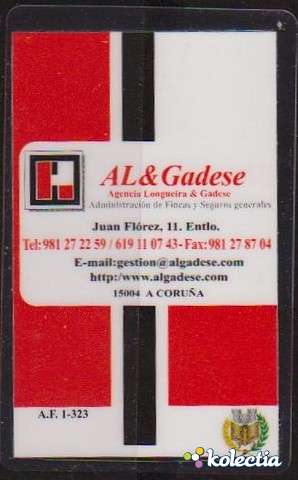 AL&Gadese
Agencia Longueira & Gadese
Administración de Fincas y Seguros generales
Juan Flórez, 11. Entlo.
Tel:981 27 22 59 / 619 11 07 43-Fax:981 27 87 04
E-mail:gestion@algadese.com
http:/www.algadese.com
15004 A CORUÑA
A.F. 1-323
kolectia